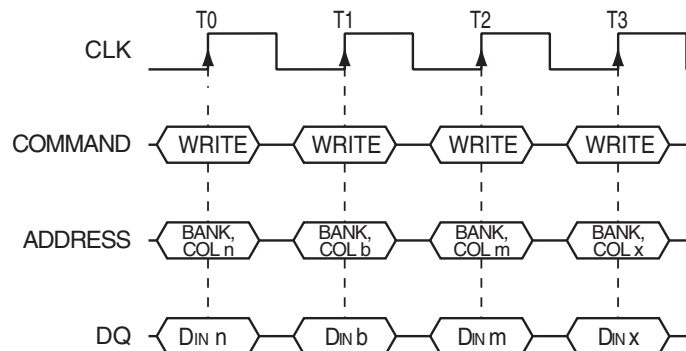 T0 T1 T2 T3
CLK
COMMAND WRITE WRITE WRITE WRITE
ADDRESS BANK, COL n BANK, COL b BANK, COL m BANK, COL x
DQ DIN n DIN b DIN m DIN x